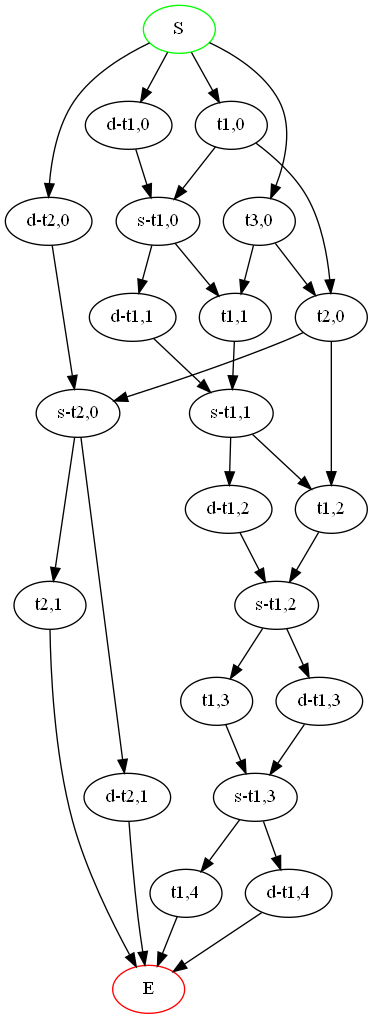 S
d-t1,0
t1,0
d-t2,0
s-t1,0
t3,0
d-t1,1
t1,1
t2,0
s-t2,0
s-t1,1
d-t1,2
t1,2
t2,1
s-t1,2
t1,3
d-t1,3
d-t2,1
s-t1,3
t1,4
d-t1,4
E